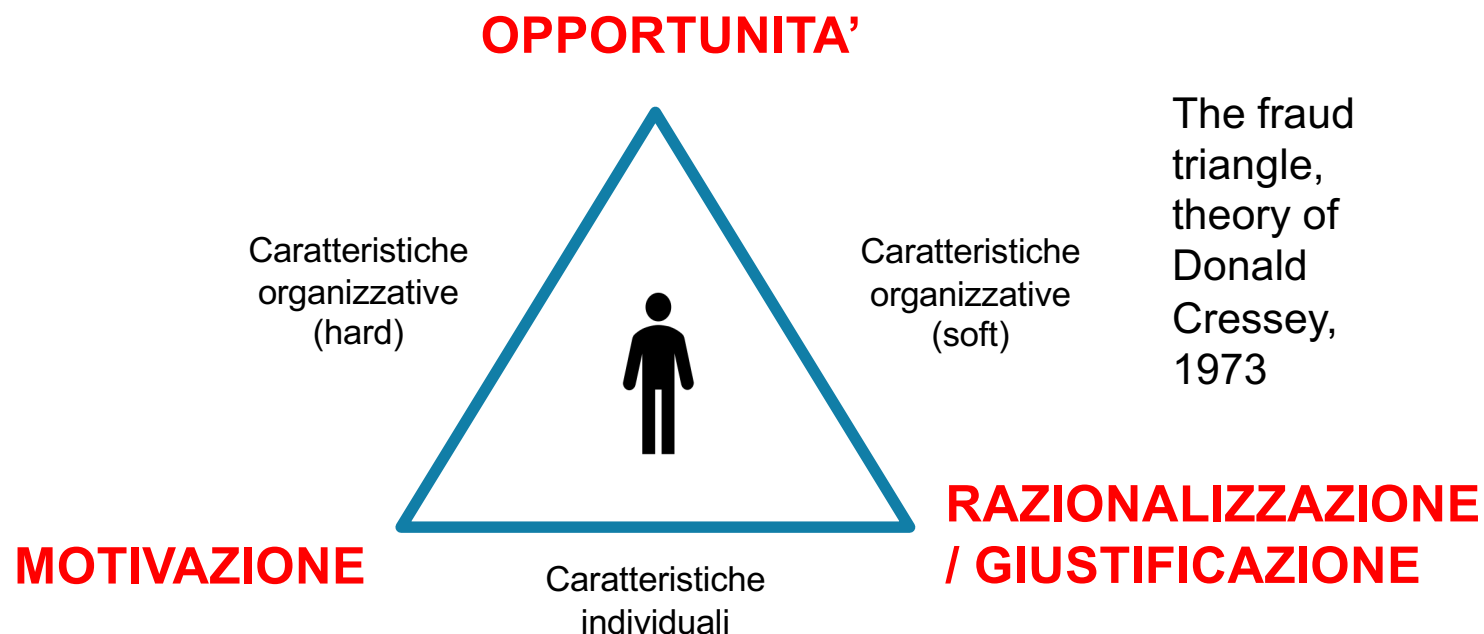 OPPORTUNITA’
The fraud
triangle,
theory of
Donald
Cressey,
1973
Caratteristiche
organizzative
(hard)
Caratteristiche
organizzative
(soft)
MOTIVAZIONE
Caratteristiche
individuali
RAZIONALIZZAZIONE
/ GIUSTIFICAZIONE